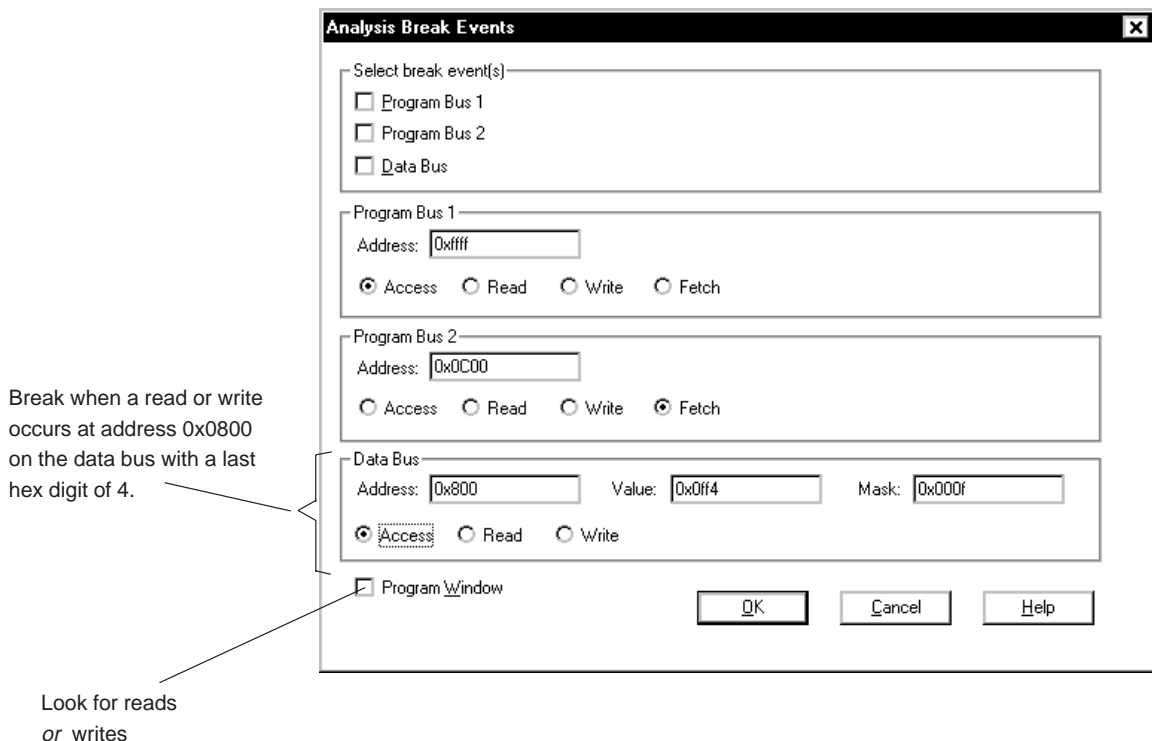 Analysis Break Events
Select break event(s)
Program Bus 1
Program Bus 2
Data Bus
Program Bus 1
Address: 0xffff
Access Read Write Fetch
Program Bus 2
Address: 0x0C00
Access Read Write Fetch
Break when a read or write
occurs at address 0x0800
on the data bus with a last
hex digit of 4.
Data Bus
Address: 0x800 Value: 0x0ff4 Mask: 0x000f
Access Read Write
Program Window
OK Cancel Help
Look for reads
or writes